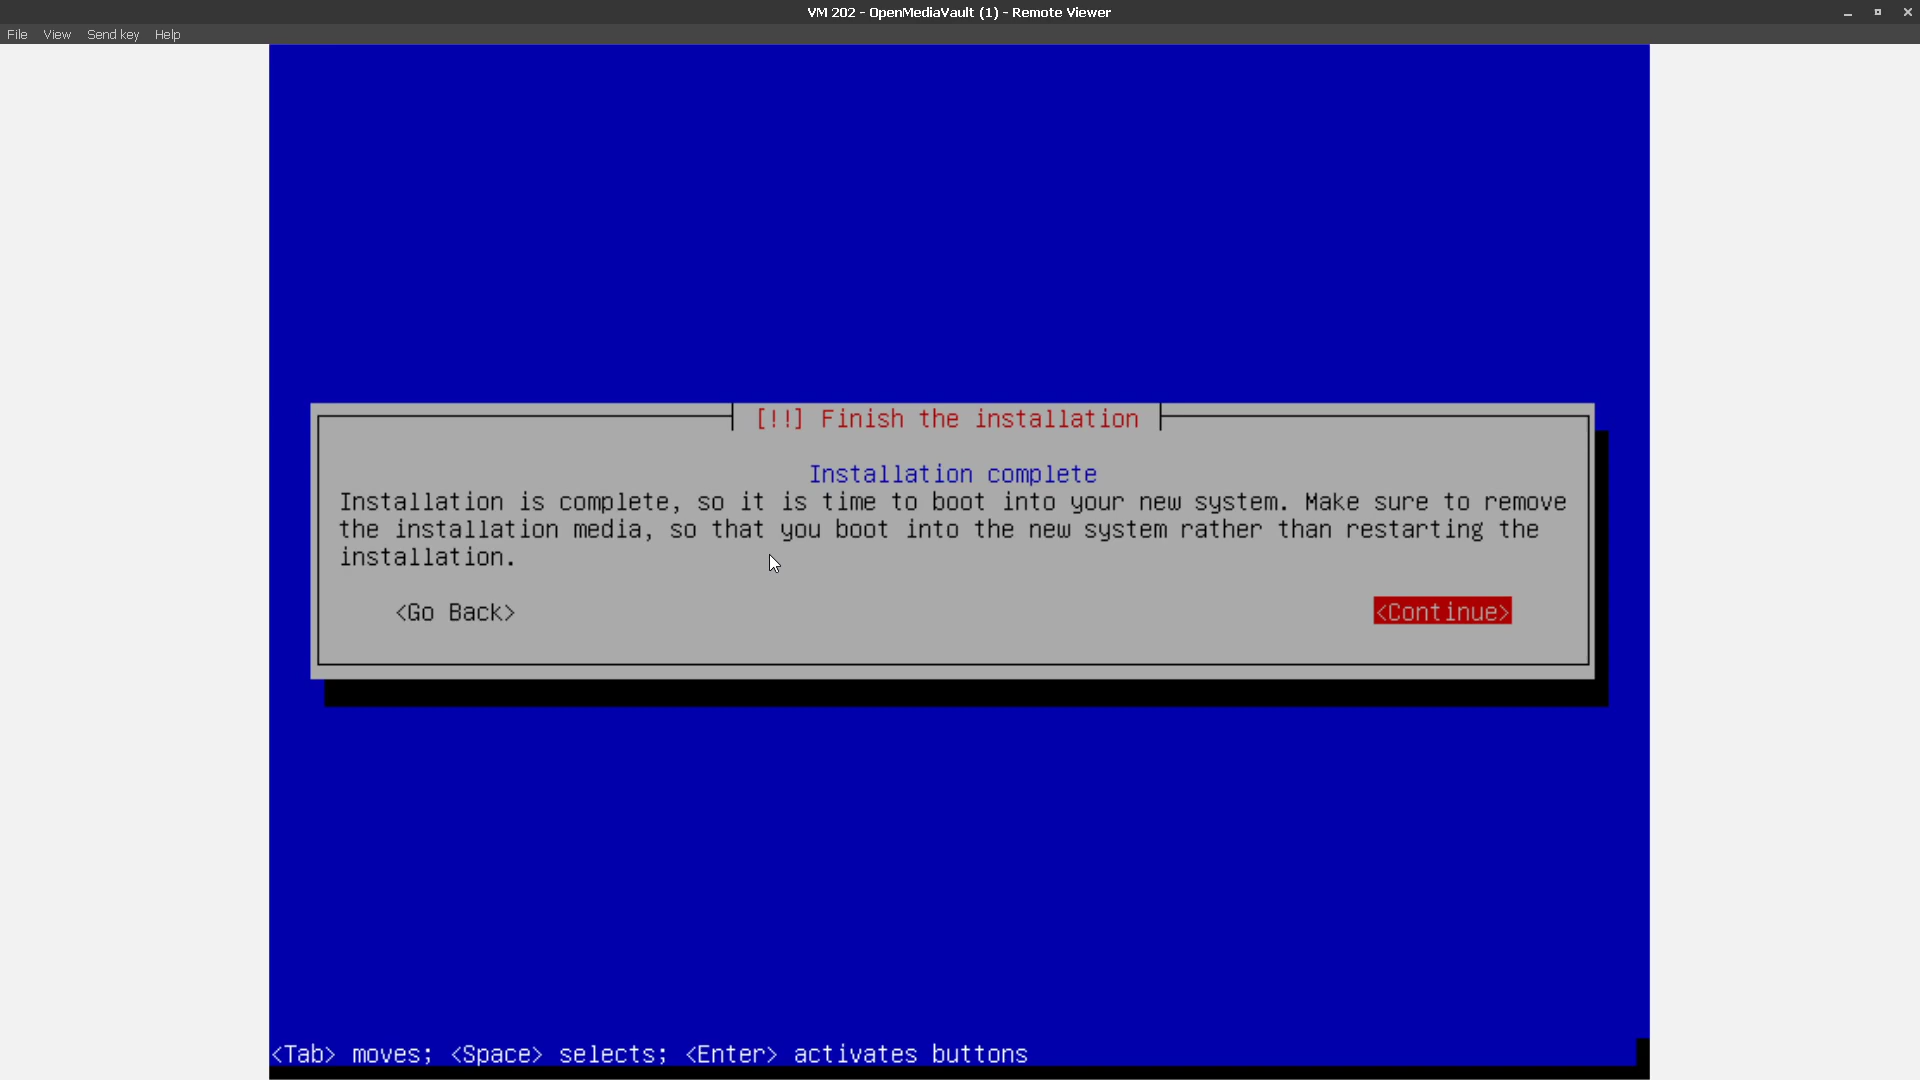 VM 202 - OpenMediaVault (1) - Remote Viewer
File View Send key Help
[!!] Finish the installation
Installation complete
Installation is complete, so it is time to boot into your new system. Make sure to remove
the installation media, so that you boot into the new system rather than restarting the
installation.
<Go Back> <Continue>
<Tab> moves; <Space> selects; <Enter> activates buttons